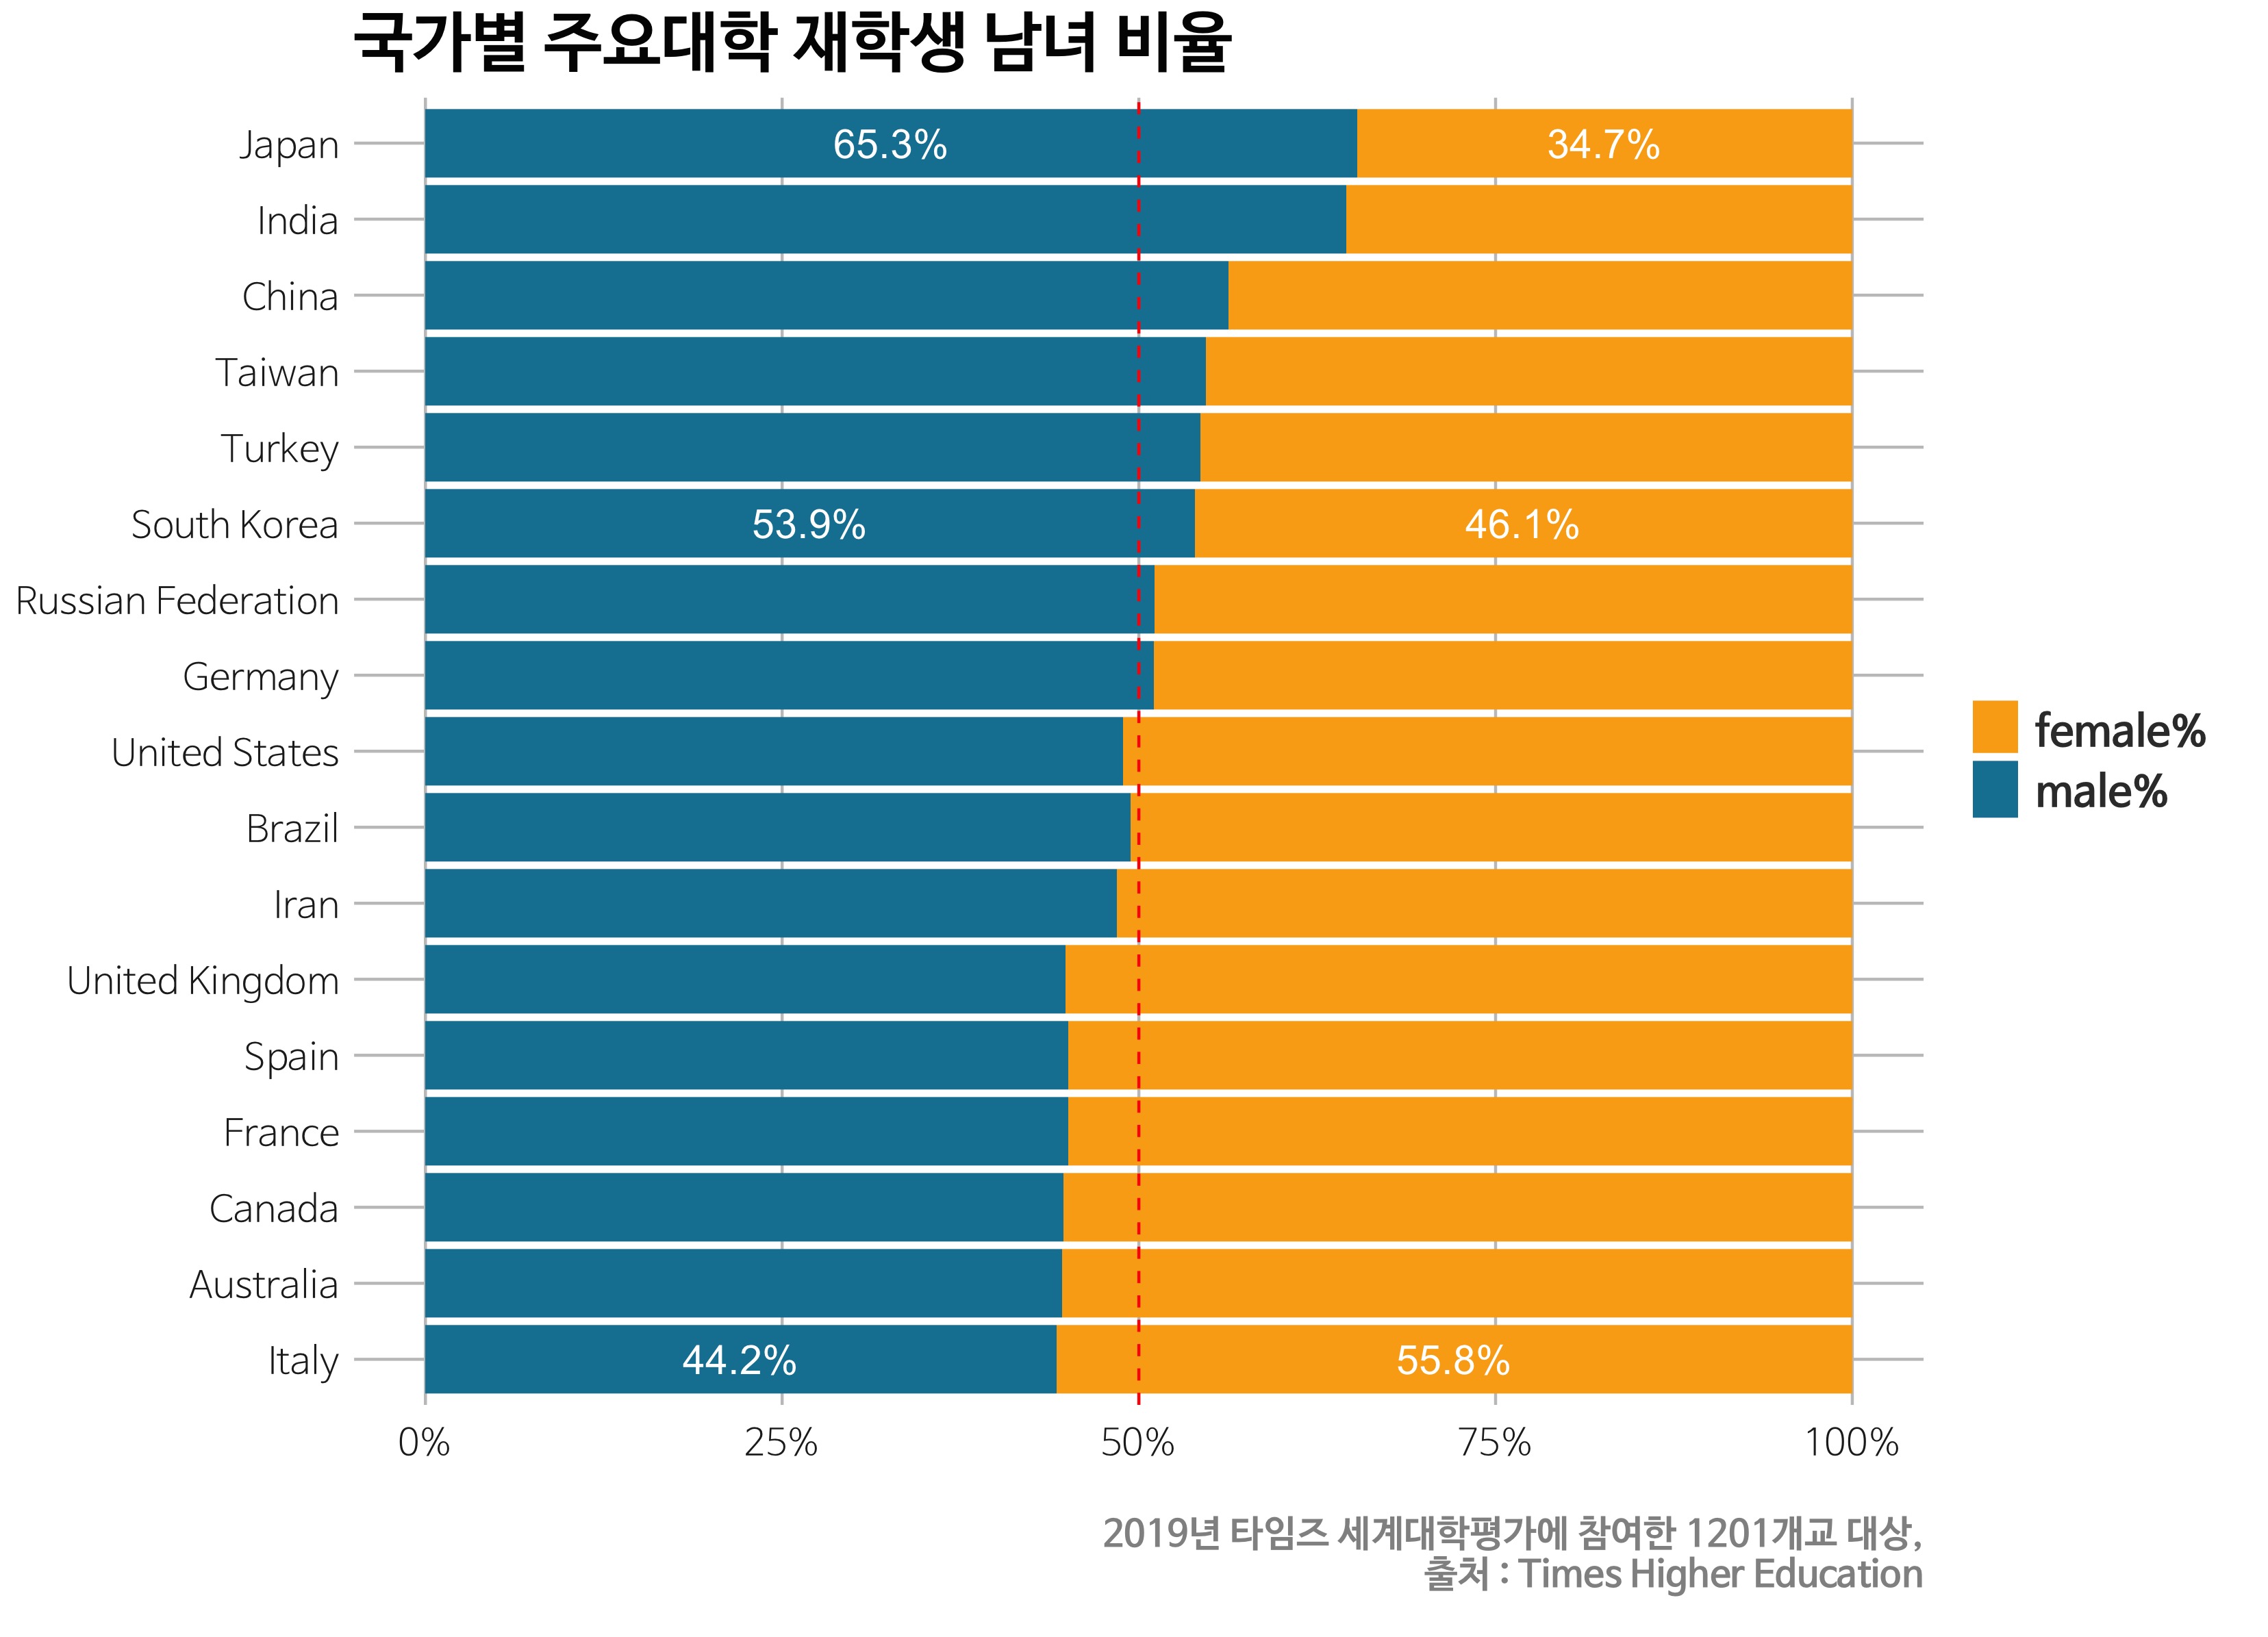 국가별 주요대학 재학생 남녀 비율
Japan 65.3% 34.7%
India
China
Taiwan
Turkey
South Korea 53.9% 46.1%
Russian Federation
Germany
United States
Brazil
Iran
United Kingdom
Spain
France
Canada
Australia
Italy 44.2% 55.8%
0% 25% 50% 75% 100%
female%
male%
2019년 타임즈 세계대학평가에 참여한 1201개교 대상,
출처 : Times Higher Education